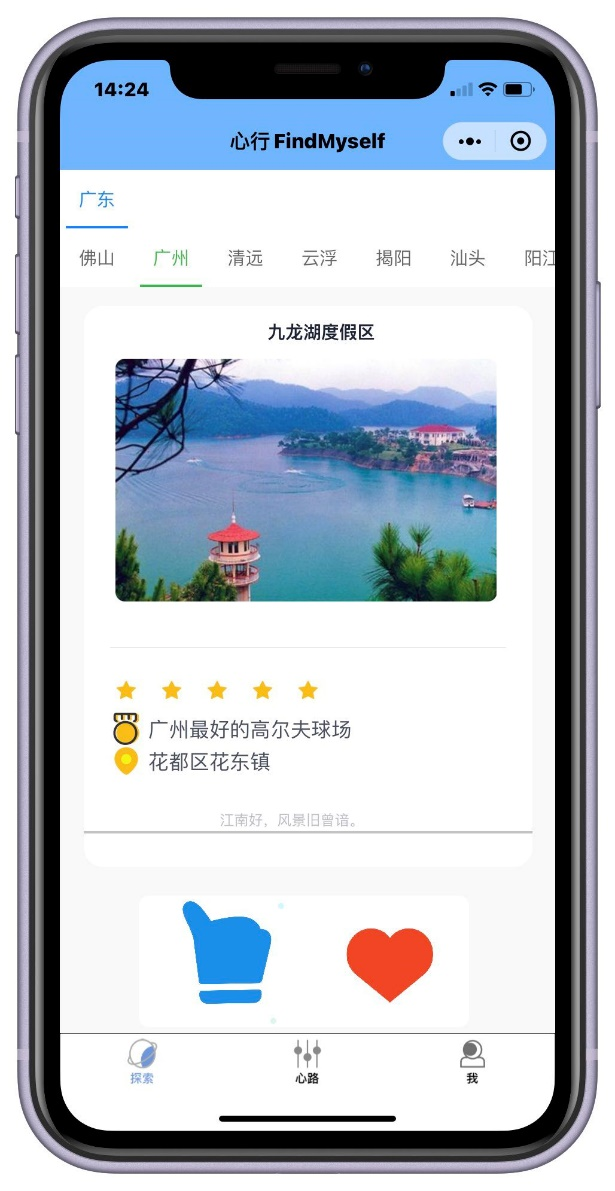 14:24
心行 FindMyself
广东
佛山 广州 清远 云浮 揭阳 汕头 阳江
九龙湖度假区
广州最好的高尔夫球场
花都区花东镇
江南好，风景旧曾谙。
探索 心路 我